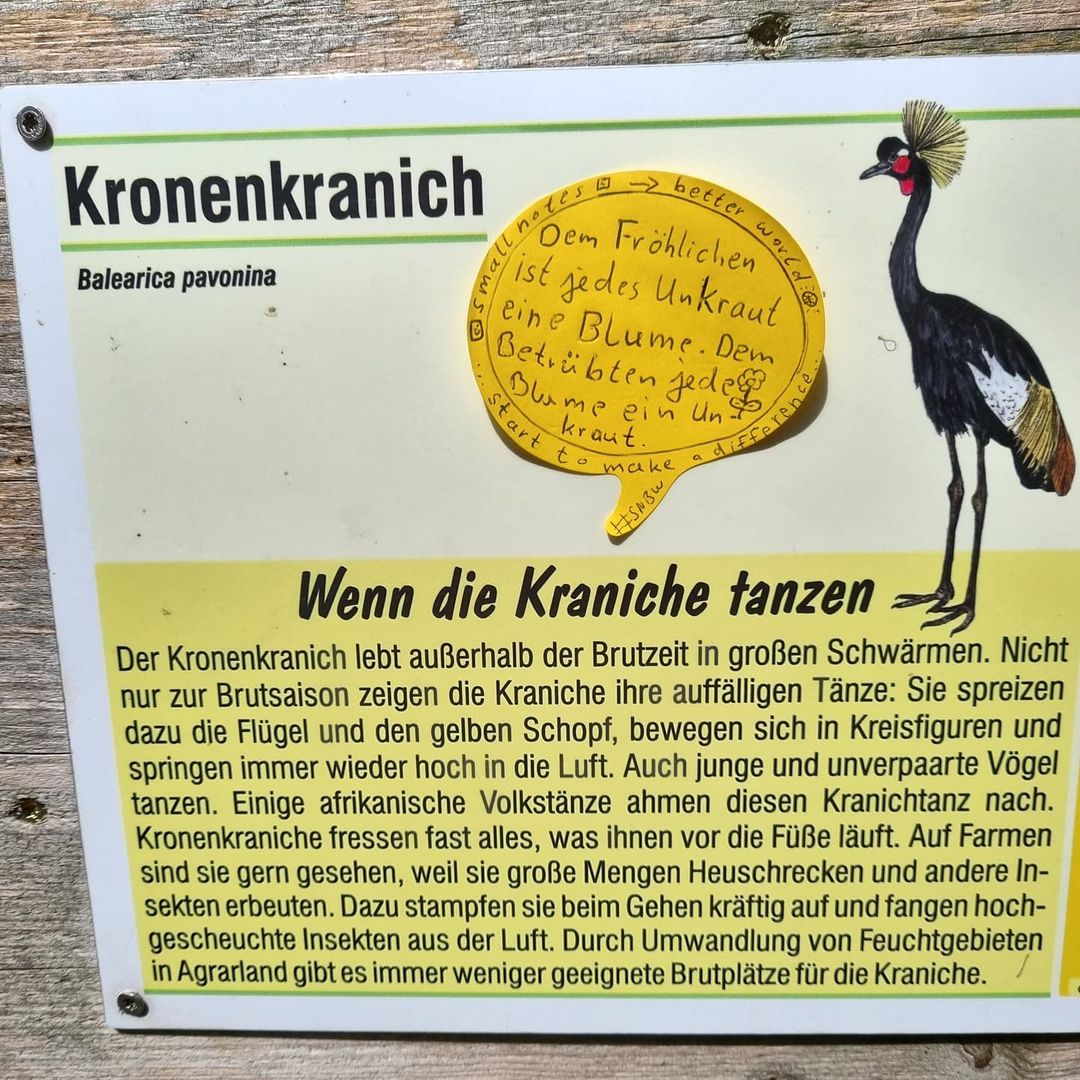 Kronenkranich
Balearica pavonina
smallnotes → better world
Dem Fröhlichen
ist jedes Unkraut
eine Blume. Dem
Betrübten jede
Blume ein Un-
kraut.
... start to make a difference...
#SNBW
Wenn die Kraniche tanzen
Der Kronenkranich lebt außerhalb der Brutzeit in großen Schwärmen. Nicht
nur zur Brutsaison zeigen die Kraniche ihre auffälligen Tänze: Sie spreizen
dazu die Flügel und den gelben Schopf, bewegen sich in Kreisfiguren und
springen immer wieder hoch in die Luft. Auch junge und unverpaarte Vögel
tanzen. Einige afrikanische Volkstänze ahmen diesen Kranichtanz nach.
Kronenkraniche fressen fast alles, was ihnen vor die Füße läuft. Auf Farmen
sind sie gern gesehen, weil sie große Mengen Heuschrecken und andere In-
sekten erbeuten. Dazu stampfen sie beim Gehen kräftig auf und fangen hoch-
gescheuchte Insekten aus der Luft. Durch Umwandlung von Feuchtgebieten
in Agrarland gibt es immer weniger geeignete Brutplätze für die Kraniche.